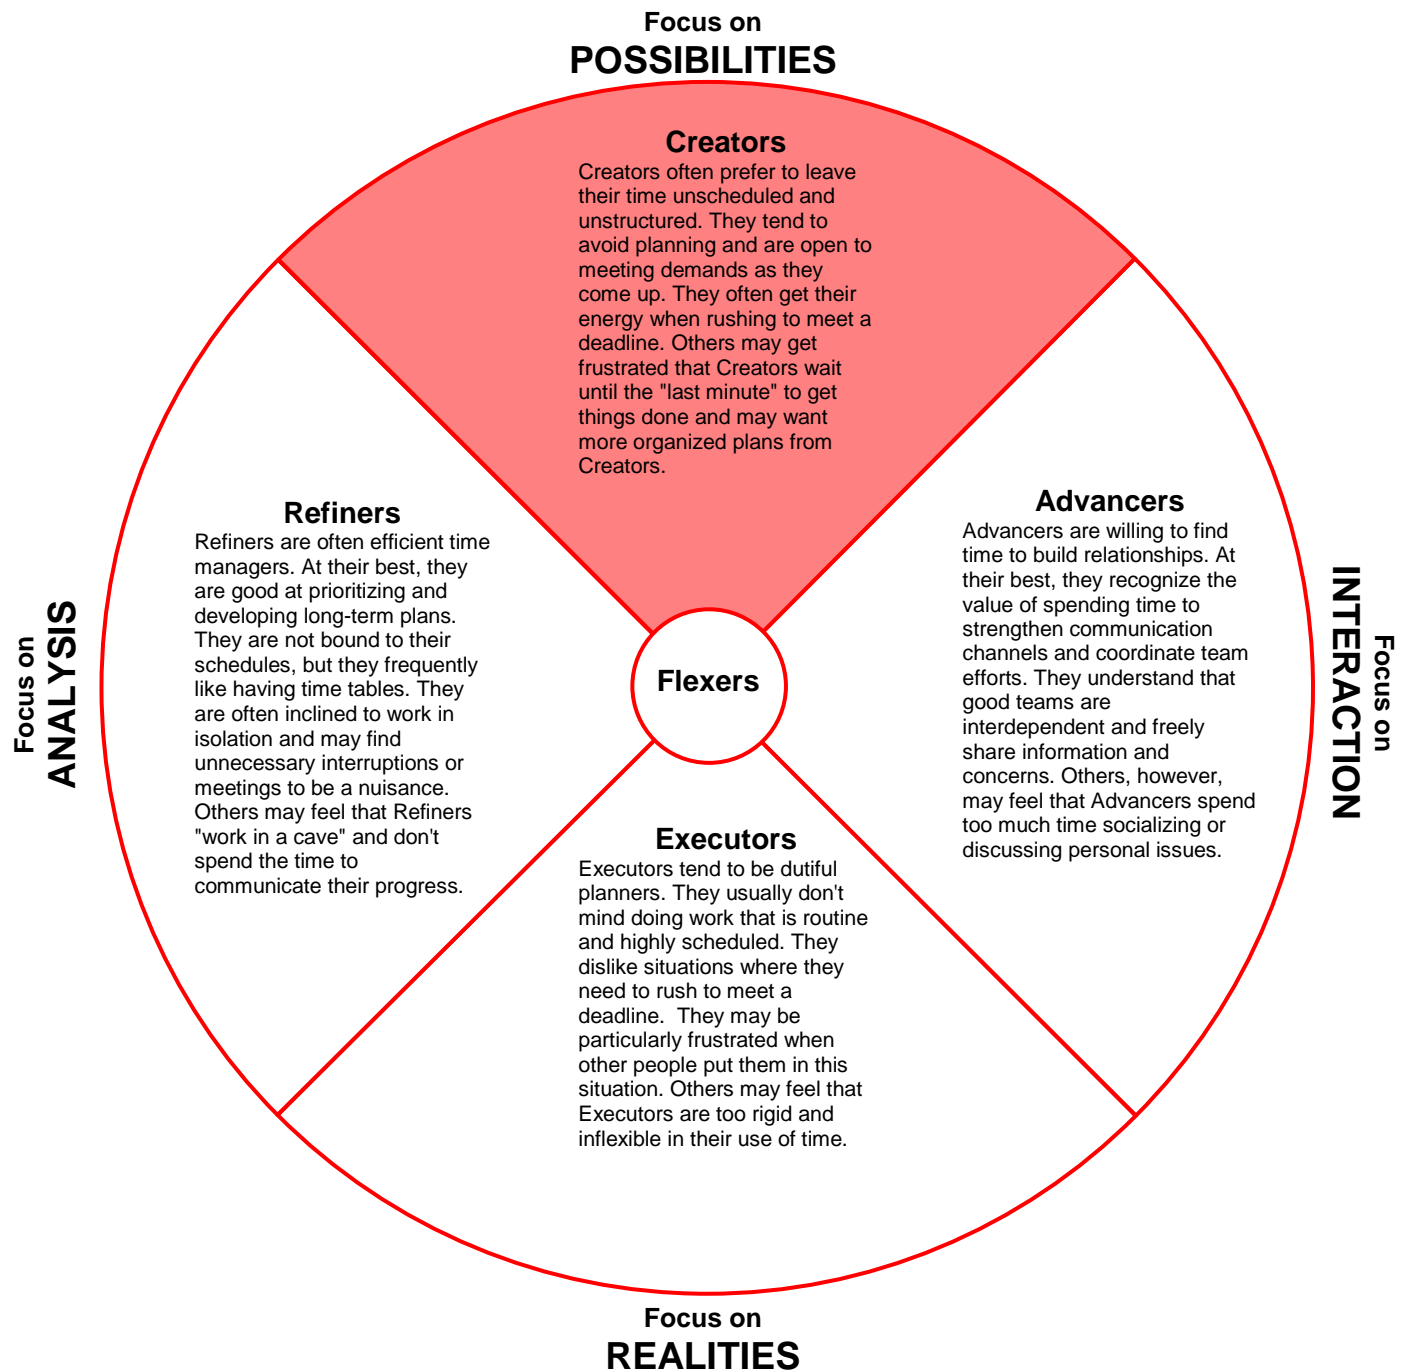 Focus on
POSSIBILITIES
Creators
Creators often prefer to leave
their time unscheduled and
unstructured. They tend to
avoid planning and are open to
meeting demands as they
come up. They often get their
energy when rushing to meet a
deadline. Others may get
frustrated that Creators wait
until the "last minute" to get
things done and may want
more organized plans from
Creators.
Focus on
ANALYSIS
Refiners
Refiners are often efficient time
managers. At their best, they
are good at prioritizing and
developing long-term plans.
They are not bound to their
schedules, but they frequently
like having time tables. They
are often inclined to work in
isolation and may find
unnecessary interruptions or
meetings to be a nuisance.
Others may feel that Refiners
"work in a cave" and don't
spend the time to
communicate their progress.
Flexers
Advancers
Advancers are willing to find
time to build relationships. At
their best, they recognize the
value of spending time to
strengthen communication
channels and coordinate team
efforts. They understand that
good teams are
interdependent and freely
share information and
concerns. Others, however,
may feel that Advancers spend
too much time socializing or
discussing personal issues.
Focus on
INTERACTION
Executors
Executors tend to be dutiful
planners. They usually don't
mind doing work that is routine
and highly scheduled. They
dislike situations where they
need to rush to meet a
deadline.  They may be
particularly frustrated when
other people put them in this
situation. Others may feel that
Executors are too rigid and
inflexible in their use of time.
Focus on
REALITIES